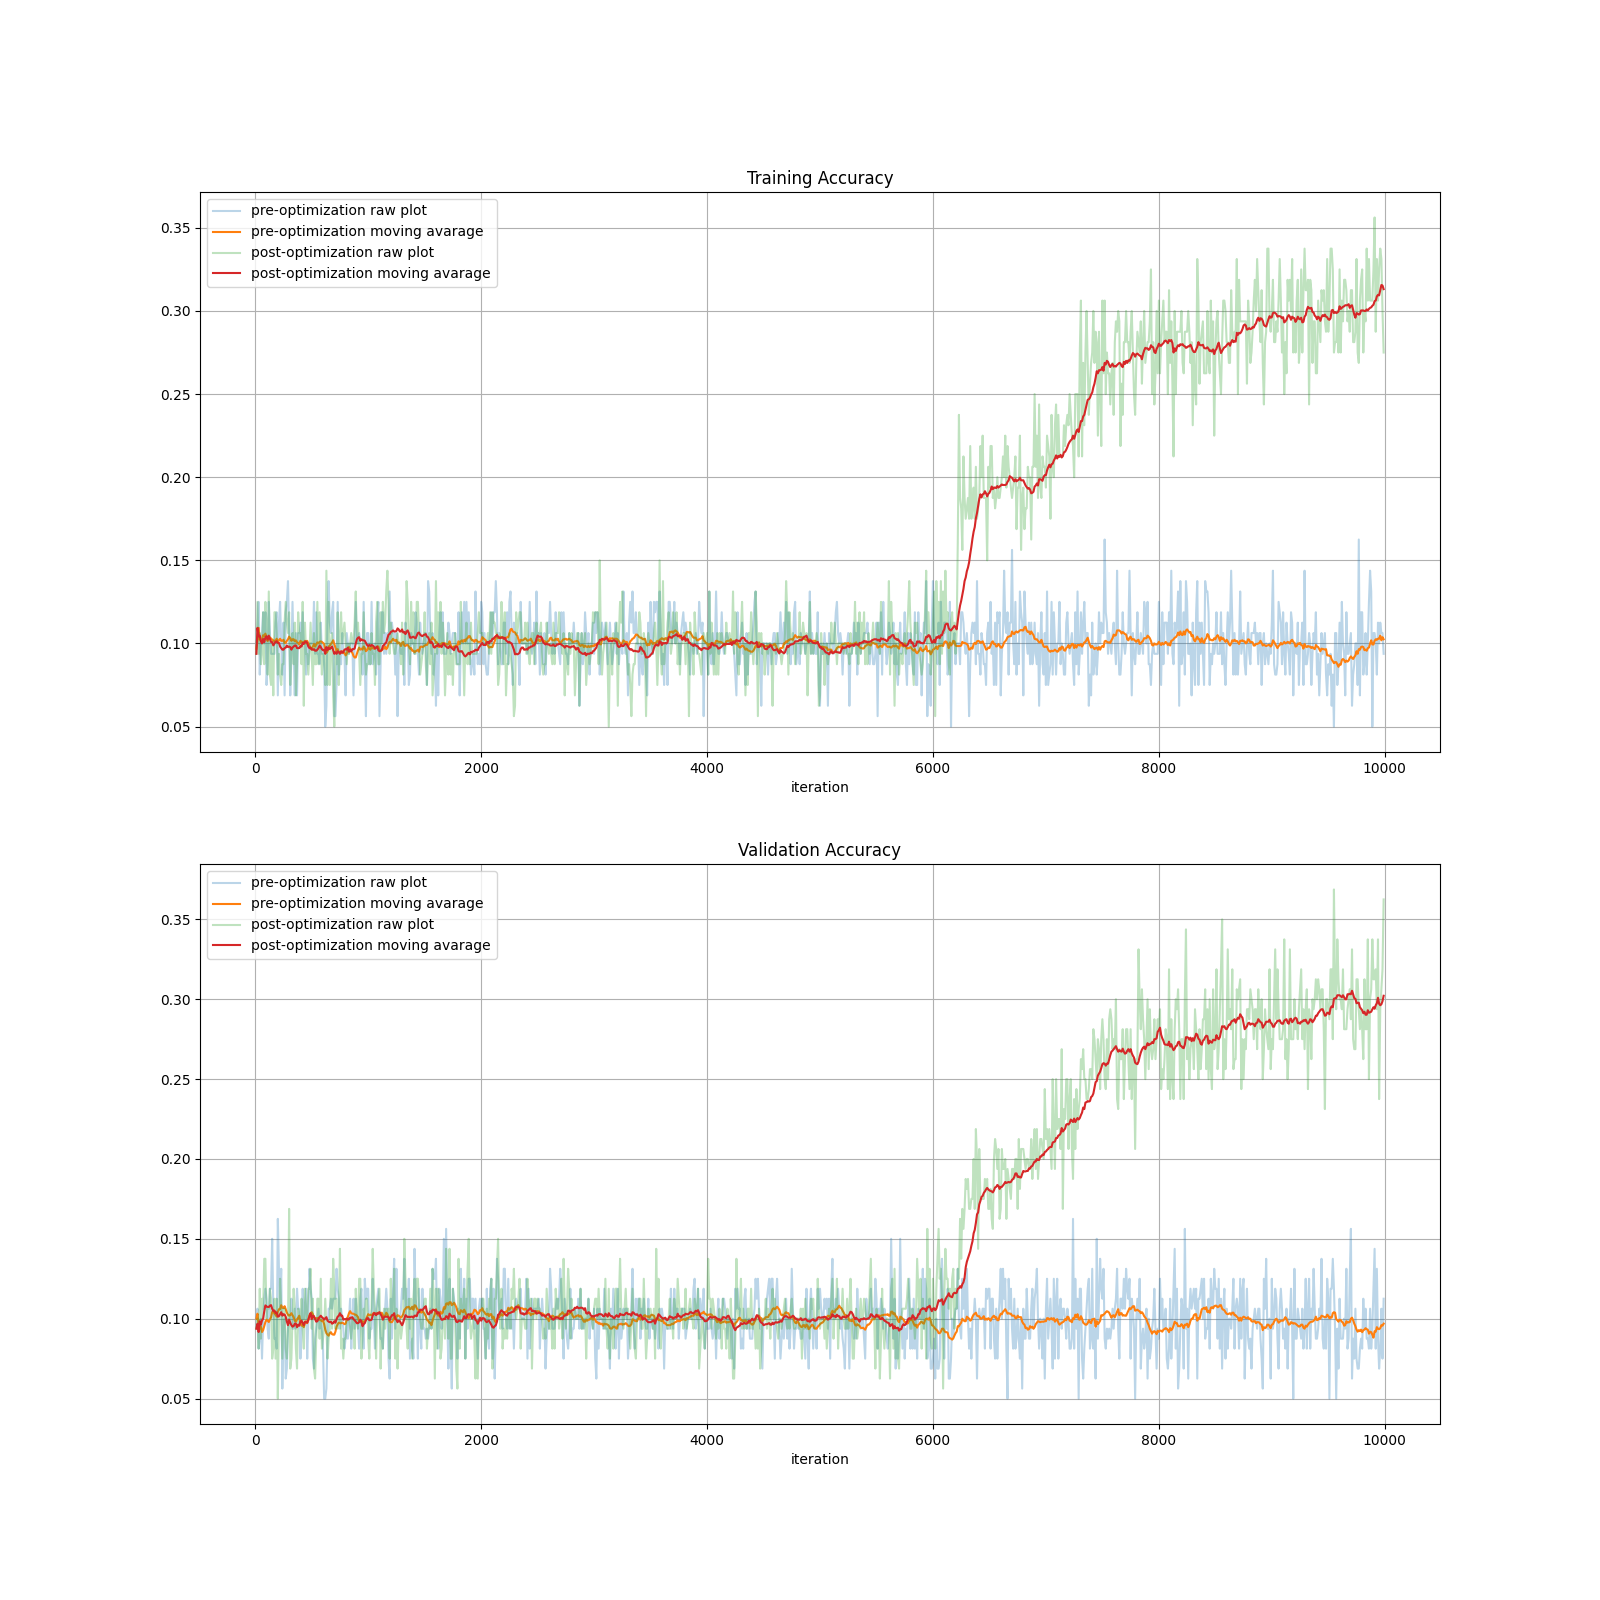 Training Accuracy
pre-optimization raw plot
pre-optimization moving avarage
post-optimization raw plot
post-optimization moving avarage
0.35
0.30
0.25
0.20
0.15
0.10
0.05
0 2000 4000 6000 8000 10000
iteration
Validation Accuracy
pre-optimization raw plot
pre-optimization moving avarage
post-optimization raw plot
post-optimization moving avarage
0.35
0.30
0.25
0.20
0.15
0.10
0.05
0 2000 4000 6000 8000 10000
iteration